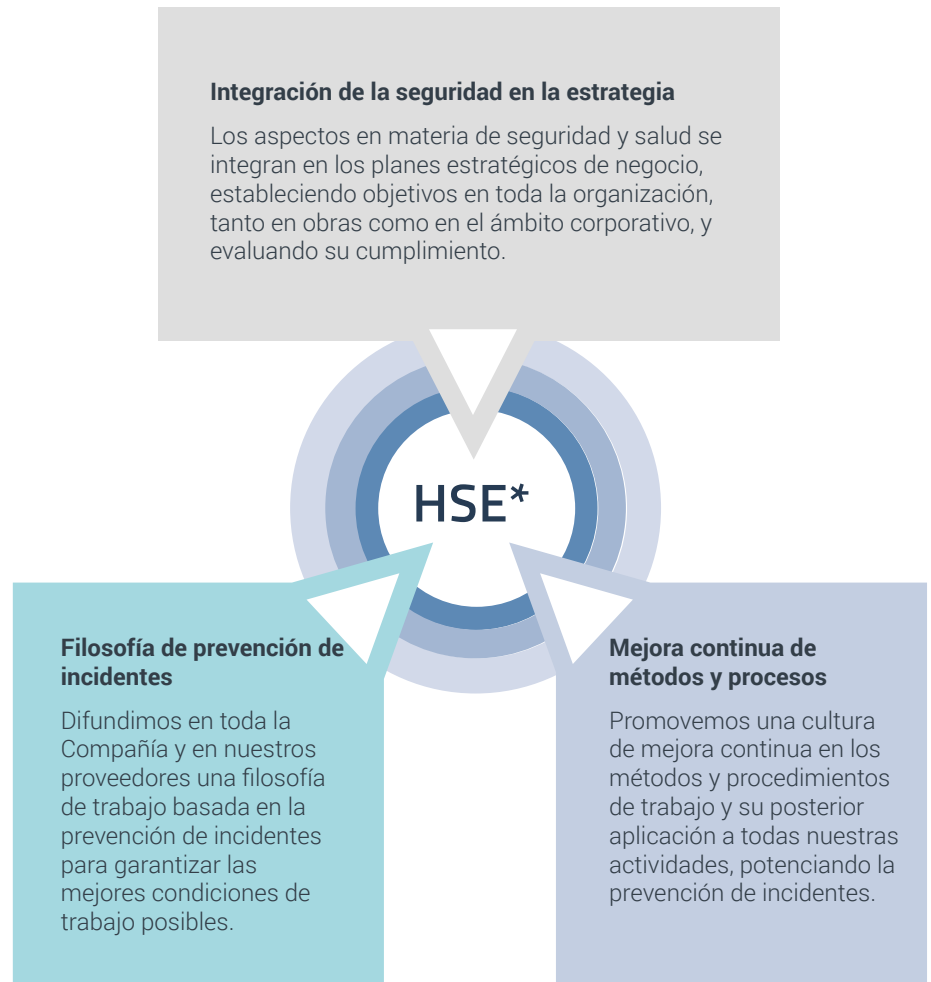 Integración de la seguridad en la estrategia
Los aspectos en materia de seguridad y salud se
integran en los planes estratégicos de negocio,
estableciendo objetivos en toda la organización,
tanto en obras como en el ámbito corporativo, y
evaluando su cumplimiento.
HSE*
Filosofía de prevención de
incidentes
Difundimos en toda la
Compañía y en nuestros
proveedores una filosofía
de trabajo basada en la
prevención de incidentes
para garantizar las
mejores condiciones de
trabajo posibles.
Mejora continua de
métodos y procesos
Promovemos una cultura
de mejora continua en los
métodos y procedimientos
de trabajo y su posterior
aplicación a todas nuestras
actividades, potenciando la
prevención de incidentes.